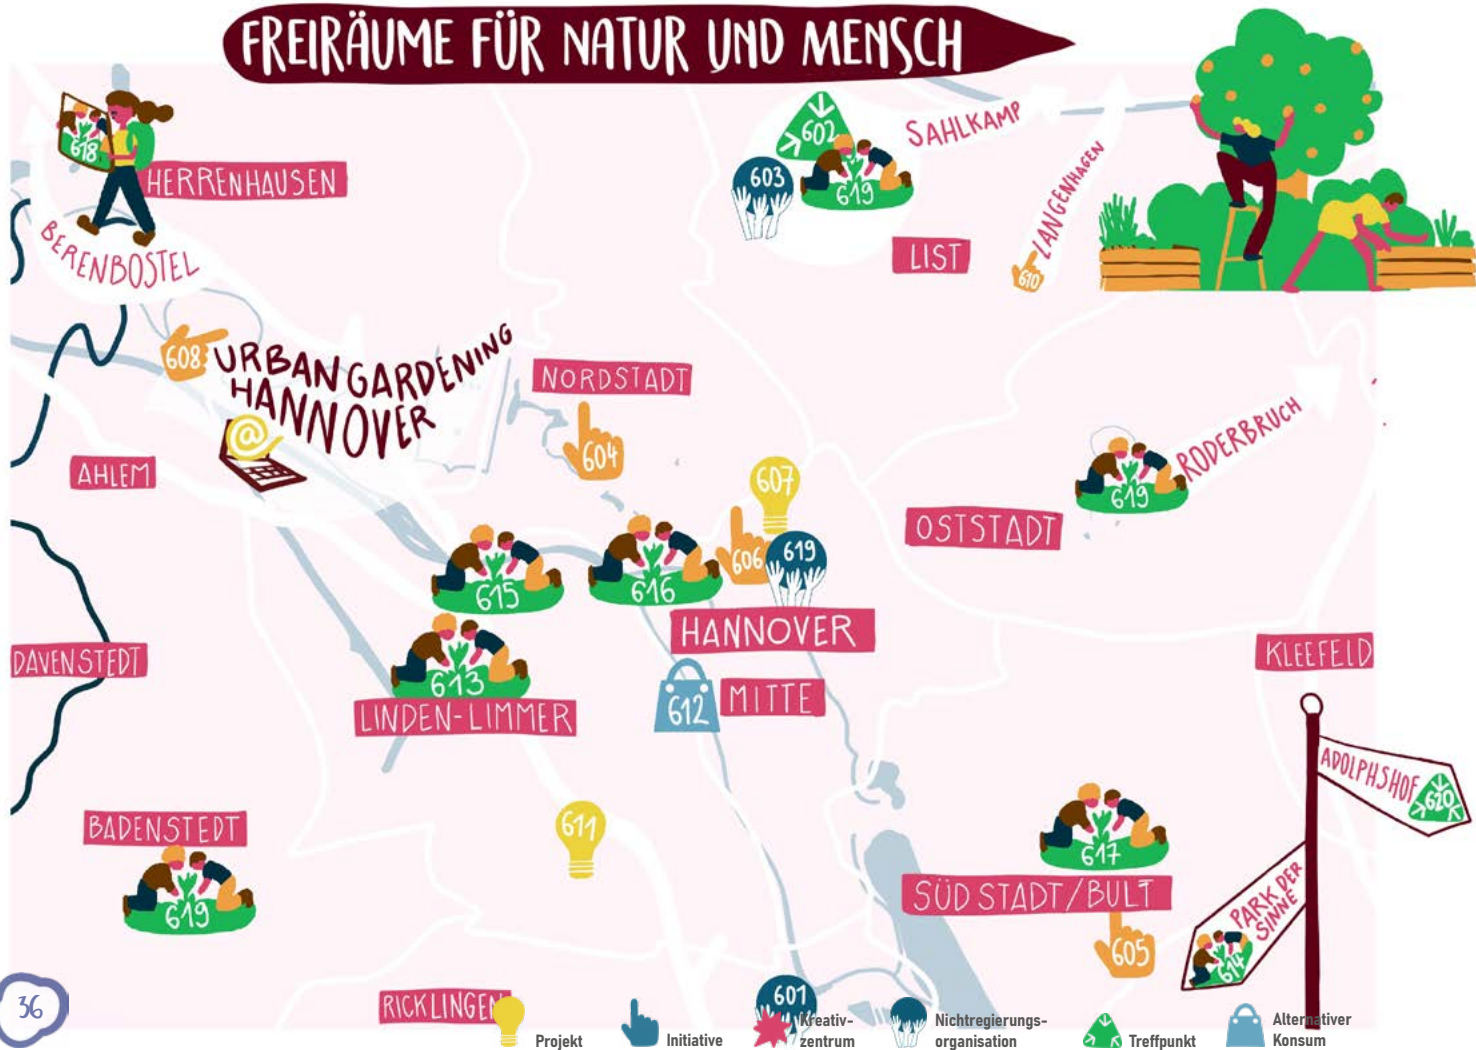 FREIRÄUME FÜR NATUR UND MENSCH
618
HERRENHAUSEN
BERENBOSTEL
602
603
619
SAHLKAMP
LIST
LANGENHAGEN
610
608
URBAN GARDENING
HANNOVER
@
NORDSTADT
604
AHLEM
607
606
619
OSTSTADT
619
RODERBRUCH
615
616
HANNOVER
MITTE
612
613
LINDEN-LIMMER
DAVENSTEDT
KLEEFELD
BADENSTEDT
619
611
617
SÜDSTADT/BULT
605
ADOLPHSHOF
620
PARK DER
SINNE
614
36
RICKLINGEN
601
Projekt
Initiative
Kreativ-
zentrum
Nichtregierungs-
organisation
Treffpunkt
Alternativer
Konsum